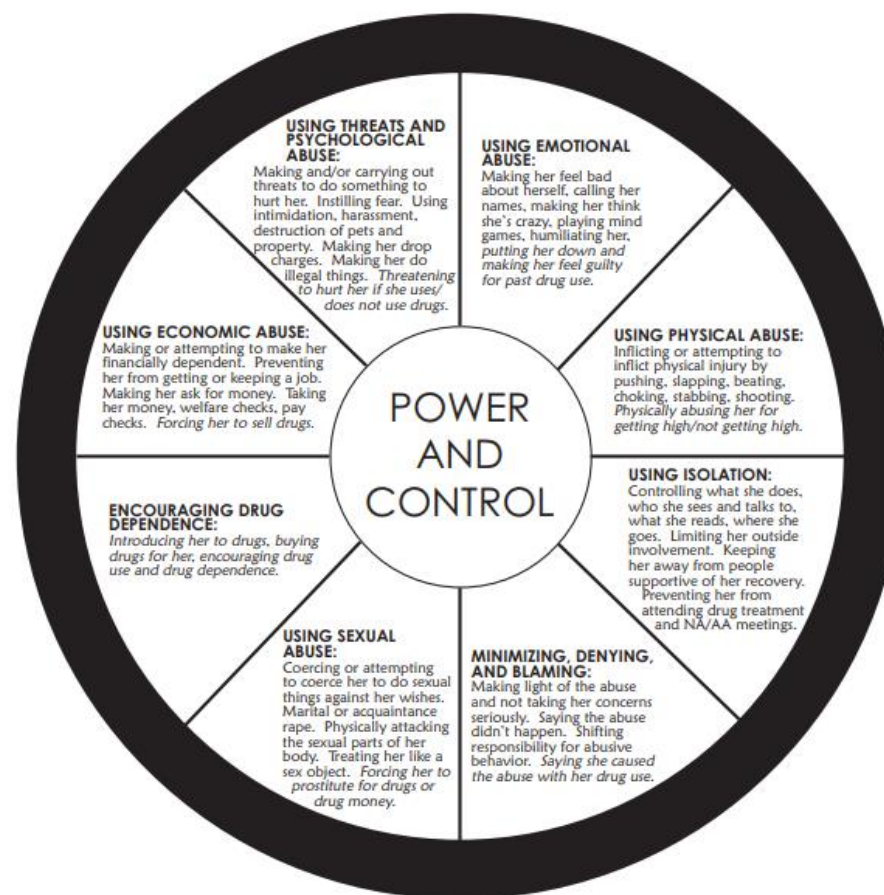 USING THREATS AND
PSYCHOLOGICAL
ABUSE:
Making and/or carrying out
threats to do something to
hurt her. Instilling fear. Using
intimidation, harassment,
destruction of pets and
property. Making her drop
charges. Making her do
illegal things. Threatening
to hurt her if she uses/
does not use drugs.
USING EMOTIONAL
ABUSE:
Making her feel bad
about herself, calling her
names, making her think
she's crazy, playing mind
games, humiliating her,
putting her down and
making her feel guilty
for past drug use.
USING PHYSICAL ABUSE:
Inflicting or attempting to
inflict physical injury by
pushing, slapping, beating,
choking, stabbing, shooting.
Physically abusing her for
getting high/not getting high.
USING ISOLATION:
Controlling what she does,
who she sees and talks to,
what she reads, where she
goes. Limiting her outside
involvement. Keeping
her away from people
supportive of her recovery.
Preventing her from
attending drug treatment
and NA/AA meetings.
MINIMIZING, DENYING,
AND BLAMING:
Making light of the abuse
and not taking her concerns
seriously. Saying the abuse
didn't happen. Shifting
responsibility for abusive
behavior. Saying she caused
the abuse with her drug use.
USING SEXUAL
ABUSE:
Coercing or attempting
to coerce her to do sexual
things against her wishes.
Marital or acquaintance
rape. Physically attacking
the sexual parts of her
body. Treating her like a
sex object. Forcing her to
prostitute for drugs or
drug money.
ENCOURAGING DRUG
DEPENDENCE:
Introducing her to drugs, buying
drugs for her, encouraging drug
use and drug dependence.
USING ECONOMIC ABUSE:
Making or attempting to make her
financially dependent. Preventing
her from getting or keeping a job.
Making her ask for money. Taking
her money, welfare checks, pay
checks. Forcing her to sell drugs.
POWER
AND
CONTROL